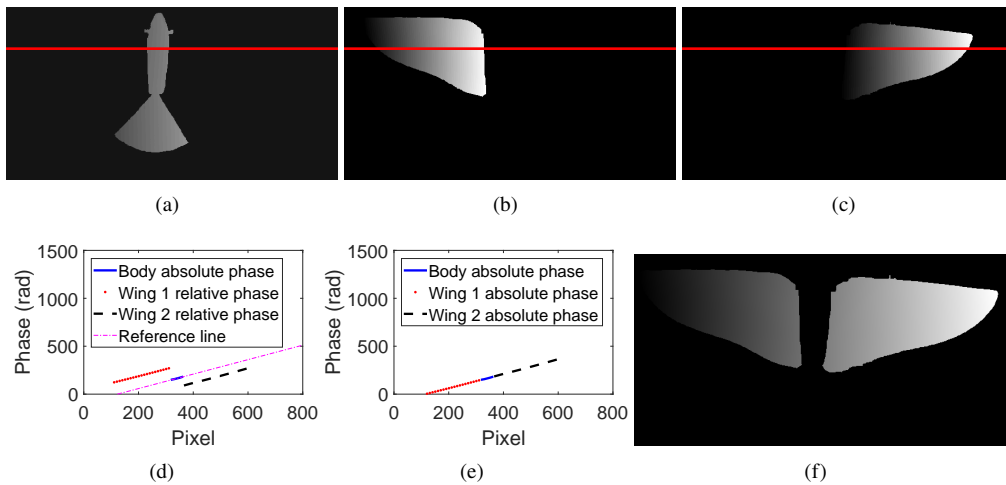 (a)
(b)
(c)
1500
1000
500
0
Phase (rad)
Body absolute phase
Wing 1 relative phase
Wing 2 relative phase
Reference line
0 200 400 600 800
Pixel
(d)
1500
1000
500
0
Phase (rad)
Body absolute phase
Wing 1 absolute phase
Wing 2 absolute phase
0 200 400 600 800
Pixel
(e)
(f)